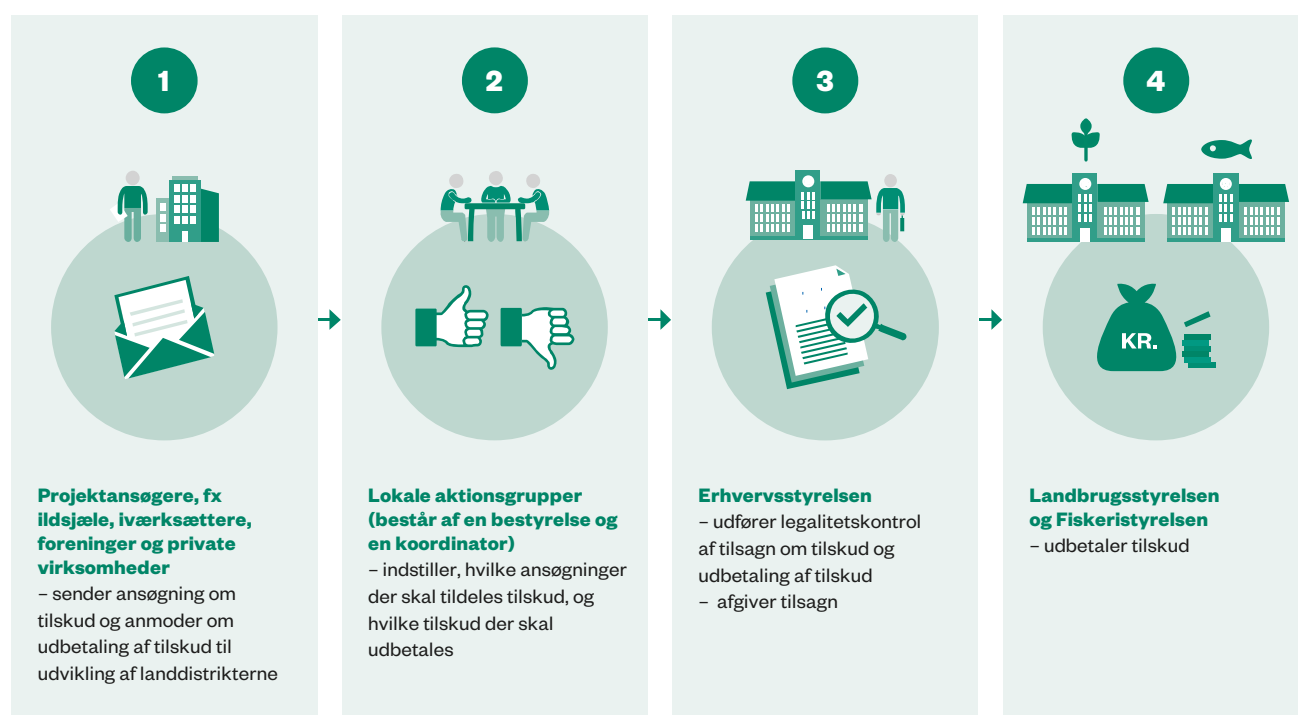 1
Projektansøgere, fx
ildsjæle, iværksættere,
foreninger og private
virksomheder
– sender ansøgning om
tilskud og anmoder om
udbetaling af tilskud til
udvikling af landdistrikterne
2
Lokale aktionsgrupper
(består af en bestyrelse og
en koordinator)
– indstiller, hvilke ansøgninger
der skal tildeles tilskud, og
hvilke tilskud der skal
udbetales
3
Erhvervsstyrelsen
– udfører legalitetskontrol
af tilsagn om tilskud og
udbetaling af tilskud
– afgiver tilsagn
4
KR.
Landbrugsstyrelsen
og Fiskeristyrelsen
– udbetaler tilskud